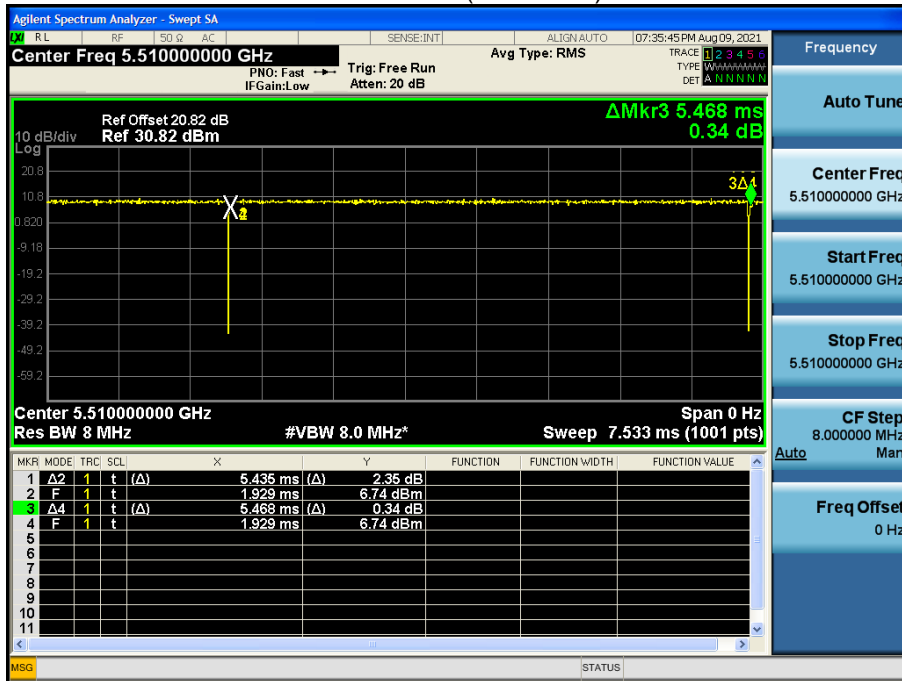 Agilent Spectrum Analyzer - Swept SA
LXI RL RF 50 Ω AC SENSE:INT ALIGN AUTO 07:35:45 PM Aug 09, 2021
Center Freq 5.510000000 GHz Avg Type: RMS TRACE 1 2 3 4 5 6
PNO: Fast Trig: Free Run TYPE WWWWWW
IFGain:Low Atten: 20 dB DET A N N N N N
Frequency
Auto Tune
Center Freq
5.510000000 GHz
Start Freq
5.510000000 GHz
Stop Freq
5.510000000 GHz
CF Step
8.000000 MHz
Auto Man
Freq Offset
0 Hz
ΔMkr3 5.468 ms
0.34 dB
Ref Offset 20.82 dB
10 dB/div Ref 30.82 dBm
Log
20.8
10.8
0.820
-9.18
-19.2
-29.2
-39.2
-49.2
-59.2
3Δ4
Center 5.510000000 GHz Span 0 Hz
Res BW 8 MHz #VBW 8.0 MHz* Sweep 7.533 ms (1001 pts)
MKR MODE TRC SCL X Y FUNCTION FUNCTION WIDTH FUNCTION VALUE
1 Δ2 1 t (Δ) 5.435 ms (Δ) 2.35 dB
2 F 1 t 1.929 ms 6.74 dBm
3 Δ4 1 t (Δ) 5.468 ms (Δ) 0.34 dB
4 F 1 t 1.929 ms 6.74 dBm
5
6
7
8
9
10
11
MSG STATUS